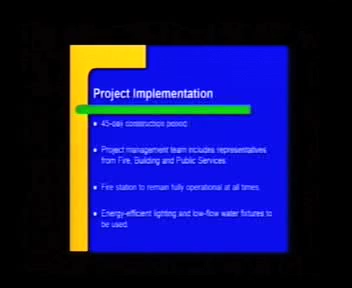 Project Implementation
45-day construction period.
Project management team includes representatives
from Fire, Building and Public Services.
Fire station to remain fully operational at all times.
Energy-efficient lighting and low-flow water fixtures to
be used.